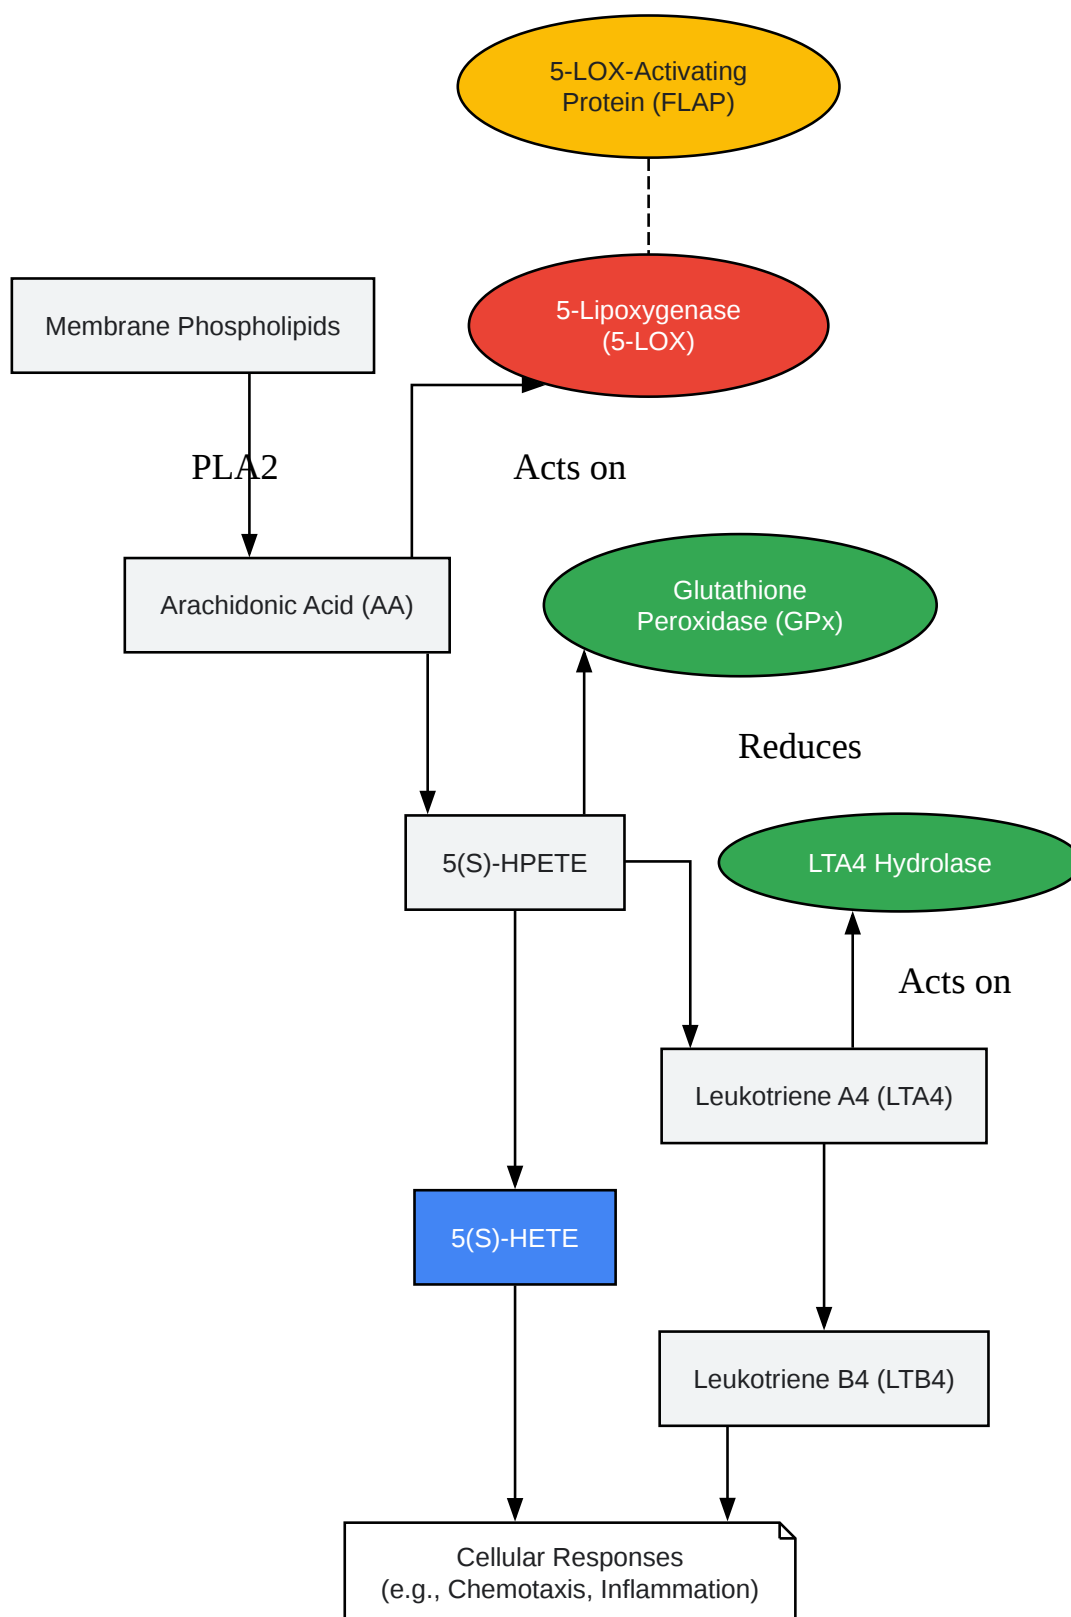 5-LOX-Activating
Protein (FLAP)
Membrane Phospholipids
5-Lipoxygenase
(5-LOX)
PLA2
Acts on
Arachidonic Acid (AA)
Glutathione
Peroxidase (GPx)
Reduces
5(S)-HPETE
LTA4 Hydrolase
Acts on
Leukotriene A4 (LTA4)
5(S)-HETE
Leukotriene B4 (LTB4)
Cellular Responses
(e.g., Chemotaxis, Inflammation)